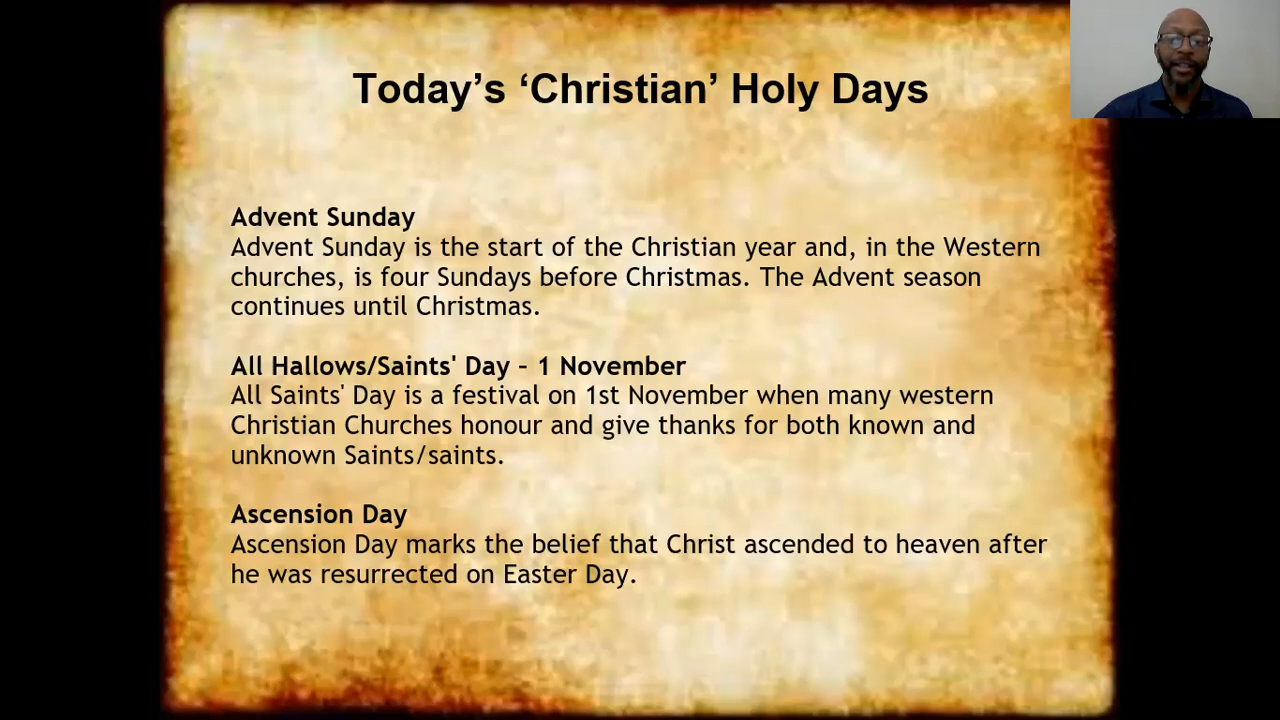 Today’s ‘Christian’ Holy Days
Advent Sunday
Advent Sunday is the start of the Christian year and, in the Western
churches, is four Sundays before Christmas. The Advent season
continues until Christmas.
All Hallows/Saints' Day – 1 November
All Saints' Day is a festival on 1st November when many western
Christian Churches honour and give thanks for both known and
unknown Saints/saints.
Ascension Day
Ascension Day marks the belief that Christ ascended to heaven after
he was resurrected on Easter Day.